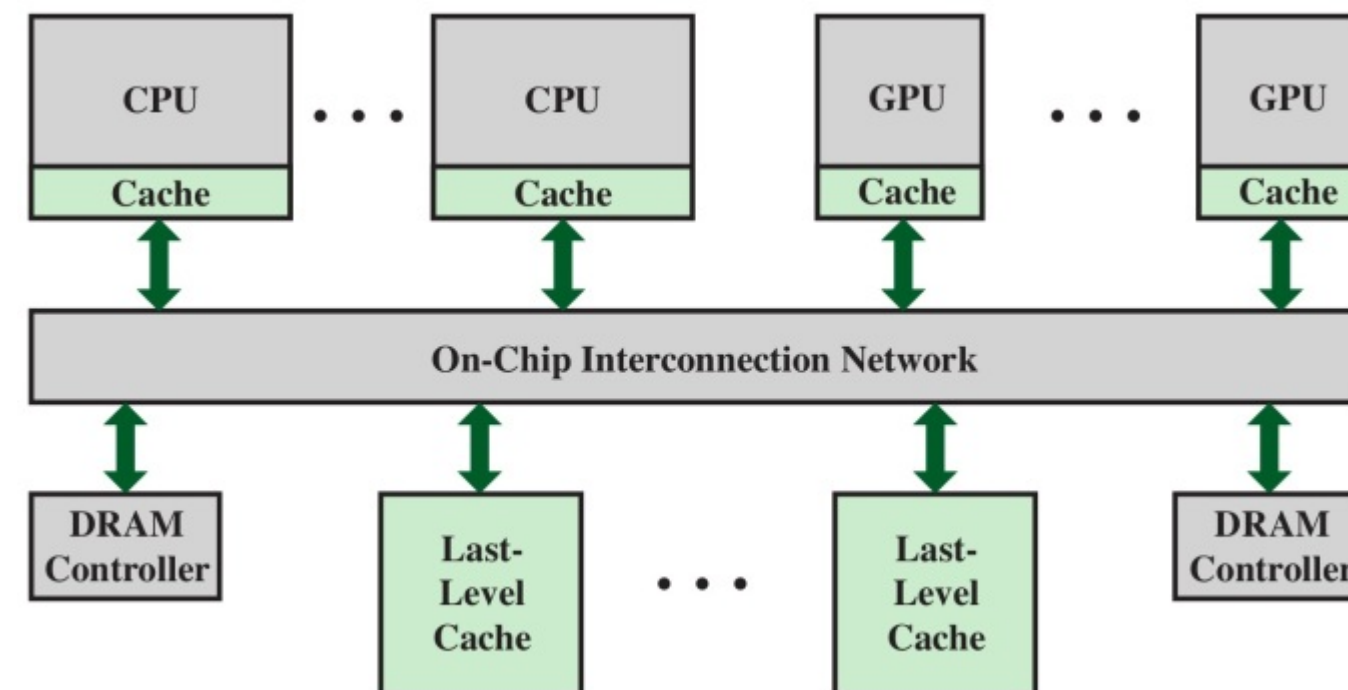 CPU
CPU
GPU
GPU
Cache
Cache
Cache
Cache
On-Chip Interconnection Network
DRAM
Controller
Last-
Level
Cache
Last-
Level
Cache
DRAM
Controller